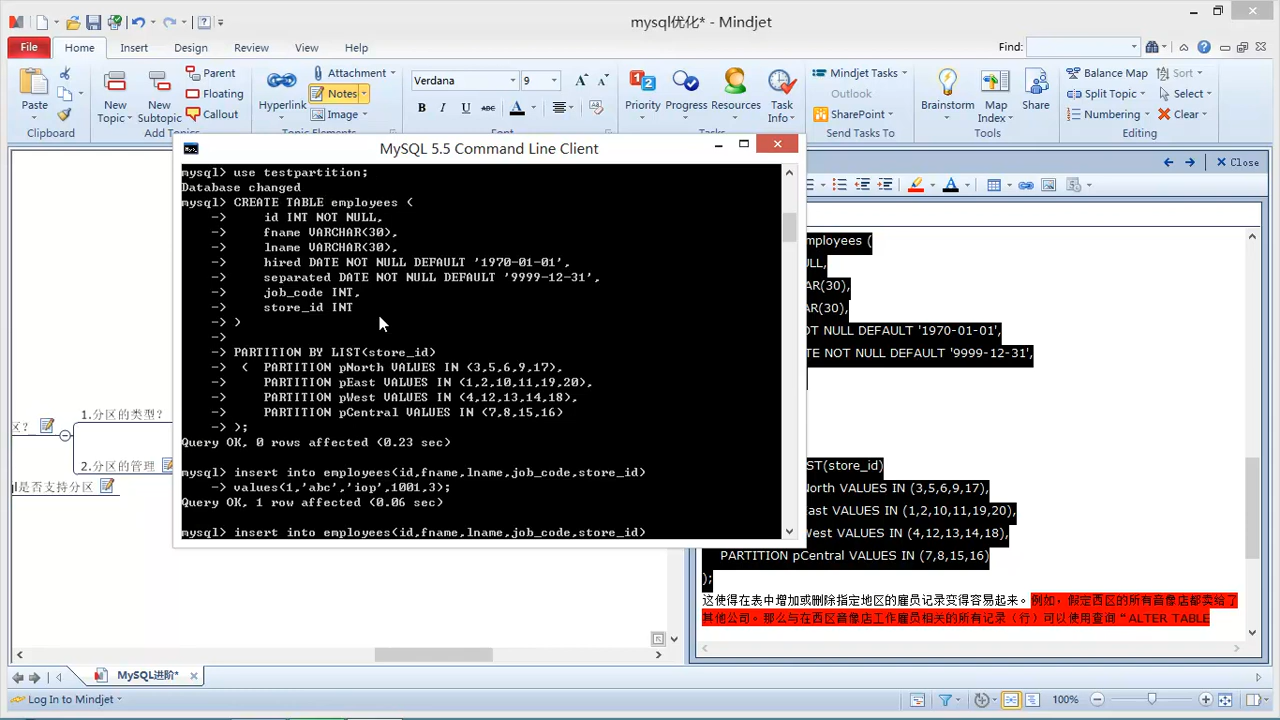 mysql优化* - Mindjet
File
Home
Insert
Design
Review
View
Help
Find:
Paste
Clipboard
New Topic
New Subtopic
Parent
Floating
Callout
Add Topics
Hyperlink
Attachment
Notes
Image
Topic Elements
Verdana
9
B
I
U
abc
A
Font
Priority
Progress
Resources
Task Info
Tasks
Mindjet Tasks
Outlook
SharePoint
Send Tasks To
Brainstorm
Map Index
Share
Tools
Balance Map
Split Topic
Numbering
Sort
Select
Clear
Editing
MySQL 5.5 Command Line Client
mysql> use testpartition;
Database changed
mysql> CREATE TABLE employees (
-> id INT NOT NULL,
-> fname VARCHAR(30),
-> lname VARCHAR(30),
-> hired DATE NOT NULL DEFAULT '1970-01-01',
-> separated DATE NOT NULL DEFAULT '9999-12-31',
-> job_code INT,
-> store_id INT
-> )
->
-> PARTITION BY LIST(store_id)
-> ( PARTITION pNorth VALUES IN (3,5,6,9,17),
-> PARTITION pEast VALUES IN (1,2,10,11,19,20),
-> PARTITION pWest VALUES IN (4,12,13,14,18),
-> PARTITION pCentral VALUES IN (7,8,15,16)
-> );
Query OK, 0 rows affected (0.23 sec)
mysql> insert into employees(id,fname,lname,job_code,store_id)
-> values(1,'abc','iop',1001,3);
Query OK, 1 row affected (0.06 sec)
mysql> insert into employees(id,fname,lname,job_code,store_id)
Close
mployees (
ULL,
AR(30),
AR(30),
NOT NULL DEFAULT '1970-01-01',
TE NOT NULL DEFAULT '9999-12-31',
ST(store_id)
North VALUES IN (3,5,6,9,17),
ast VALUES IN (1,2,10,11,19,20),
West VALUES IN (4,12,13,14,18),
PARTITION pCentral VALUES IN (7,8,15,16)
);
这使得在表中增加或删除指定地区的雇员记录变得容易起来。例如，假定西区的所有音像店都卖给了
其他公司。那么与在西区音像店工作雇员相关的所有记录（行）可以使用查询“ALTER TABLE
区？
1.分区的类型?
2.分区的管理
l是否支持分区
MySQL进阶*
Log In to Mindjet
100%